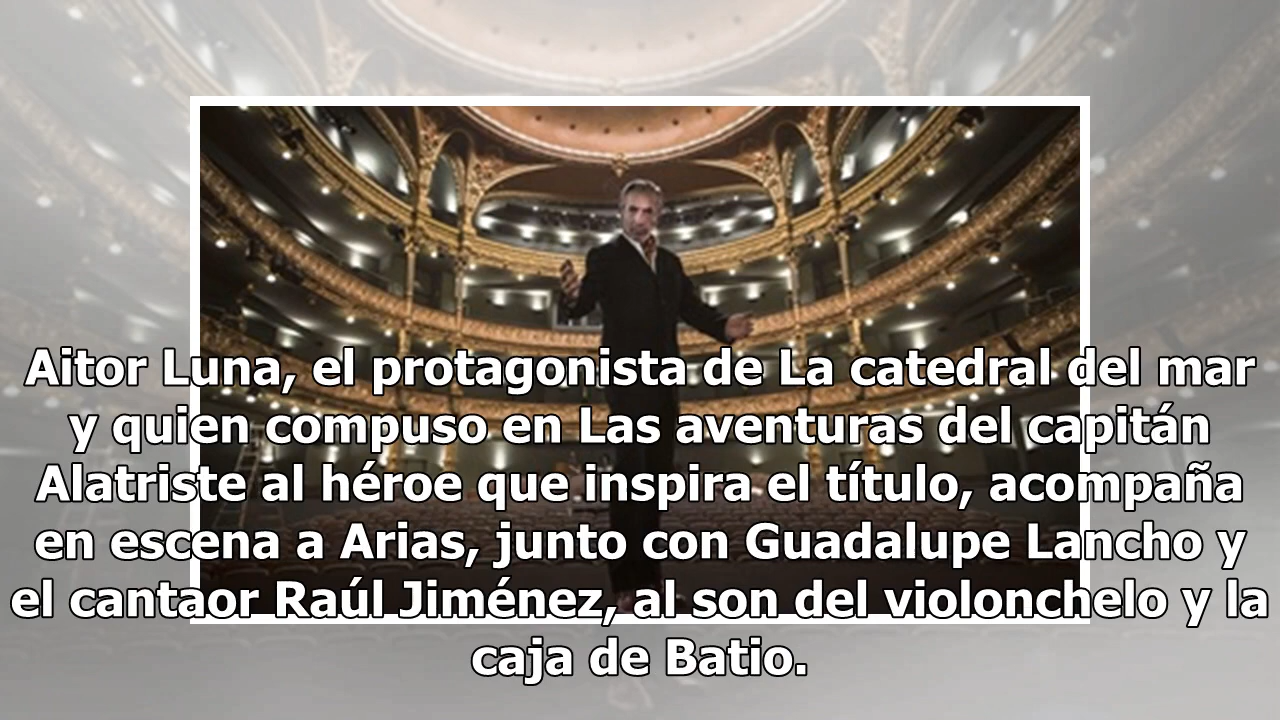 Aitor Luna, el protagonista de La catedral del mar
y quien compuso en Las aventuras del capitán
Alatriste al héroe que inspira el título, acompaña
en escena a Arias, junto con Guadalupe Lancho y
el cantaor Raúl Jiménez, al son del violonchelo y la
caja de Batio.